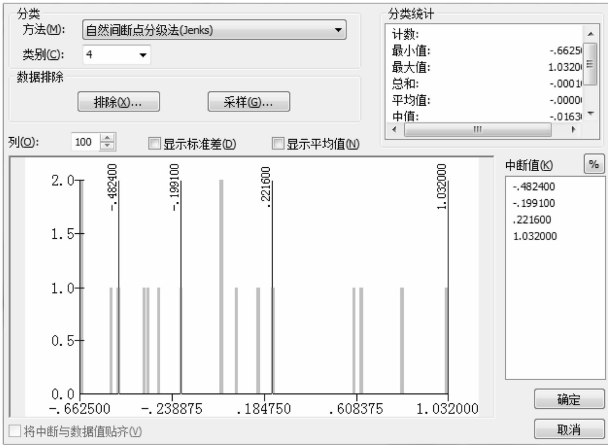 分类
方法(M): 自然间断点分级法(Jenks)
类别(C): 4
数据排除
排除(X)... 采样(G)...
分类统计
计数:
最小值: -.6625
最大值: 1.0320
总和: -.0001
平均值: -.0000
中值: -.0163
列(O): 100 显示标准差(D) 显示平均值(N)
中断值(K) %
-.482400
-.199100
.221600
1.032000
-.482400 -.199100 .221600 1.032000
2.0
1.5
1.0
0.5
0.0
-.662500 -.238875 .184750 .608375 1.032000
将中断与数据值贴齐(V)
确定
取消